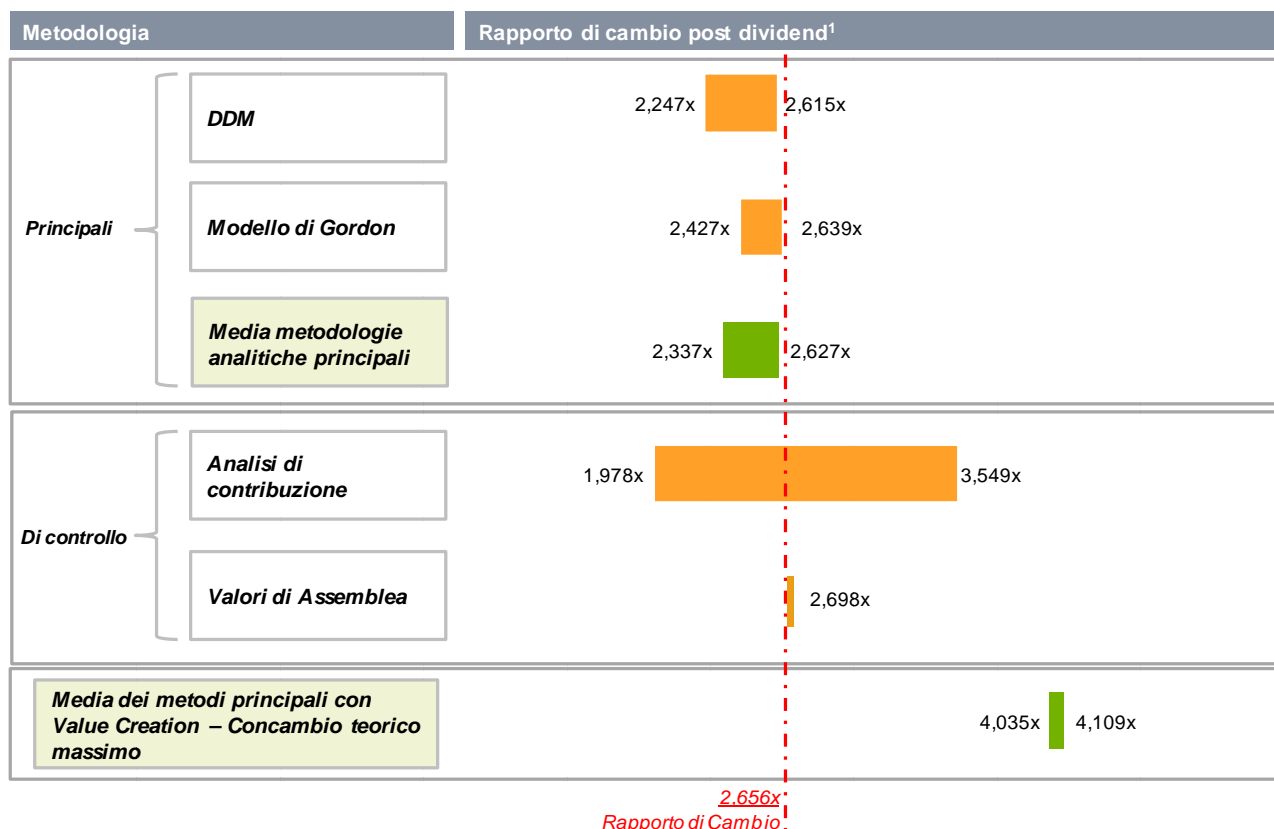 Metodologia
Rapporto di cambio post dividend¹
Principali
DDM
2,247x
2,615x
Modello di Gordon
2,427x
2,639x
Media metodologie
analitiche principali
2,337x
2,627x
Di controllo
Analisi di
contribuzione
1,978x
3,549x
Valori di Assemblea
2,698x
Media dei metodi principali con
Value Creation – Concambio teorico
massimo
4,035x
4,109x
2,656x
Rapporto di Cambio